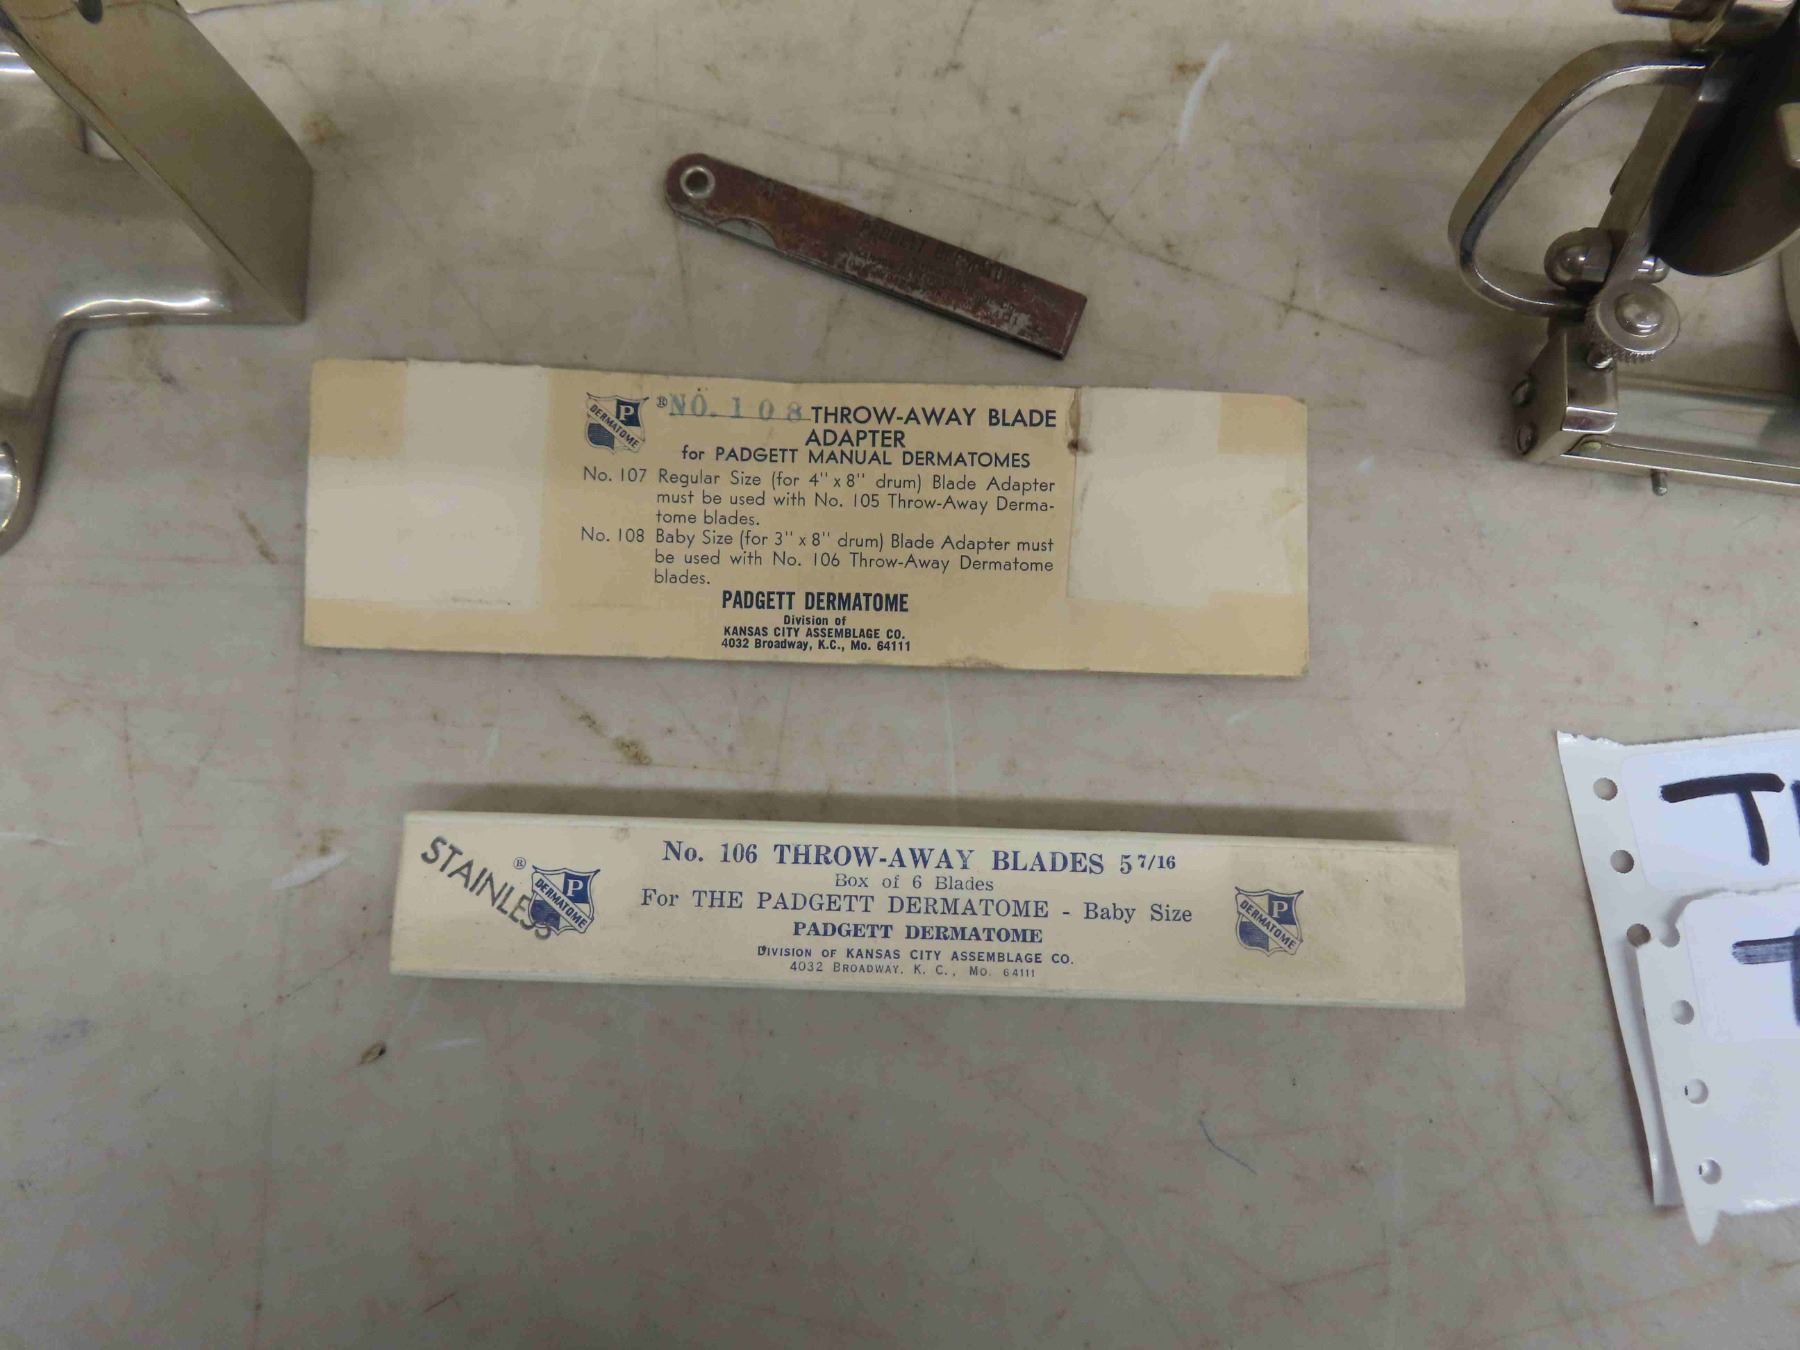 PADGETT
P
DERMATOME
® NO. 108 THROW-AWAY BLADE
ADAPTER
for PADGETT MANUAL DERMATOMES
No. 107 Regular Size (for 4" x 8" drum) Blade Adapter
must be used with No. 105 Throw-Away Derma-
tome blades.
No. 108 Baby Size (for 3" x 8" drum) Blade Adapter must
be used with No. 106 Throw-Away Dermatome
blades.
PADGETT DERMATOME
Division of
KANSAS CITY ASSEMBLAGE CO.
4032 Broadway, K.C., Mo. 64111
STAINLESS
®
P
DERMATOME
No. 106 THROW-AWAY BLADES 5 7/16
Box of 6 Blades
For THE PADGETT DERMATOME - Baby Size
PADGETT DERMATOME
DIVISION OF KANSAS CITY ASSEMBLAGE CO.
4032 BROADWAY, K. C., MO. 64111
P
DERMATOME